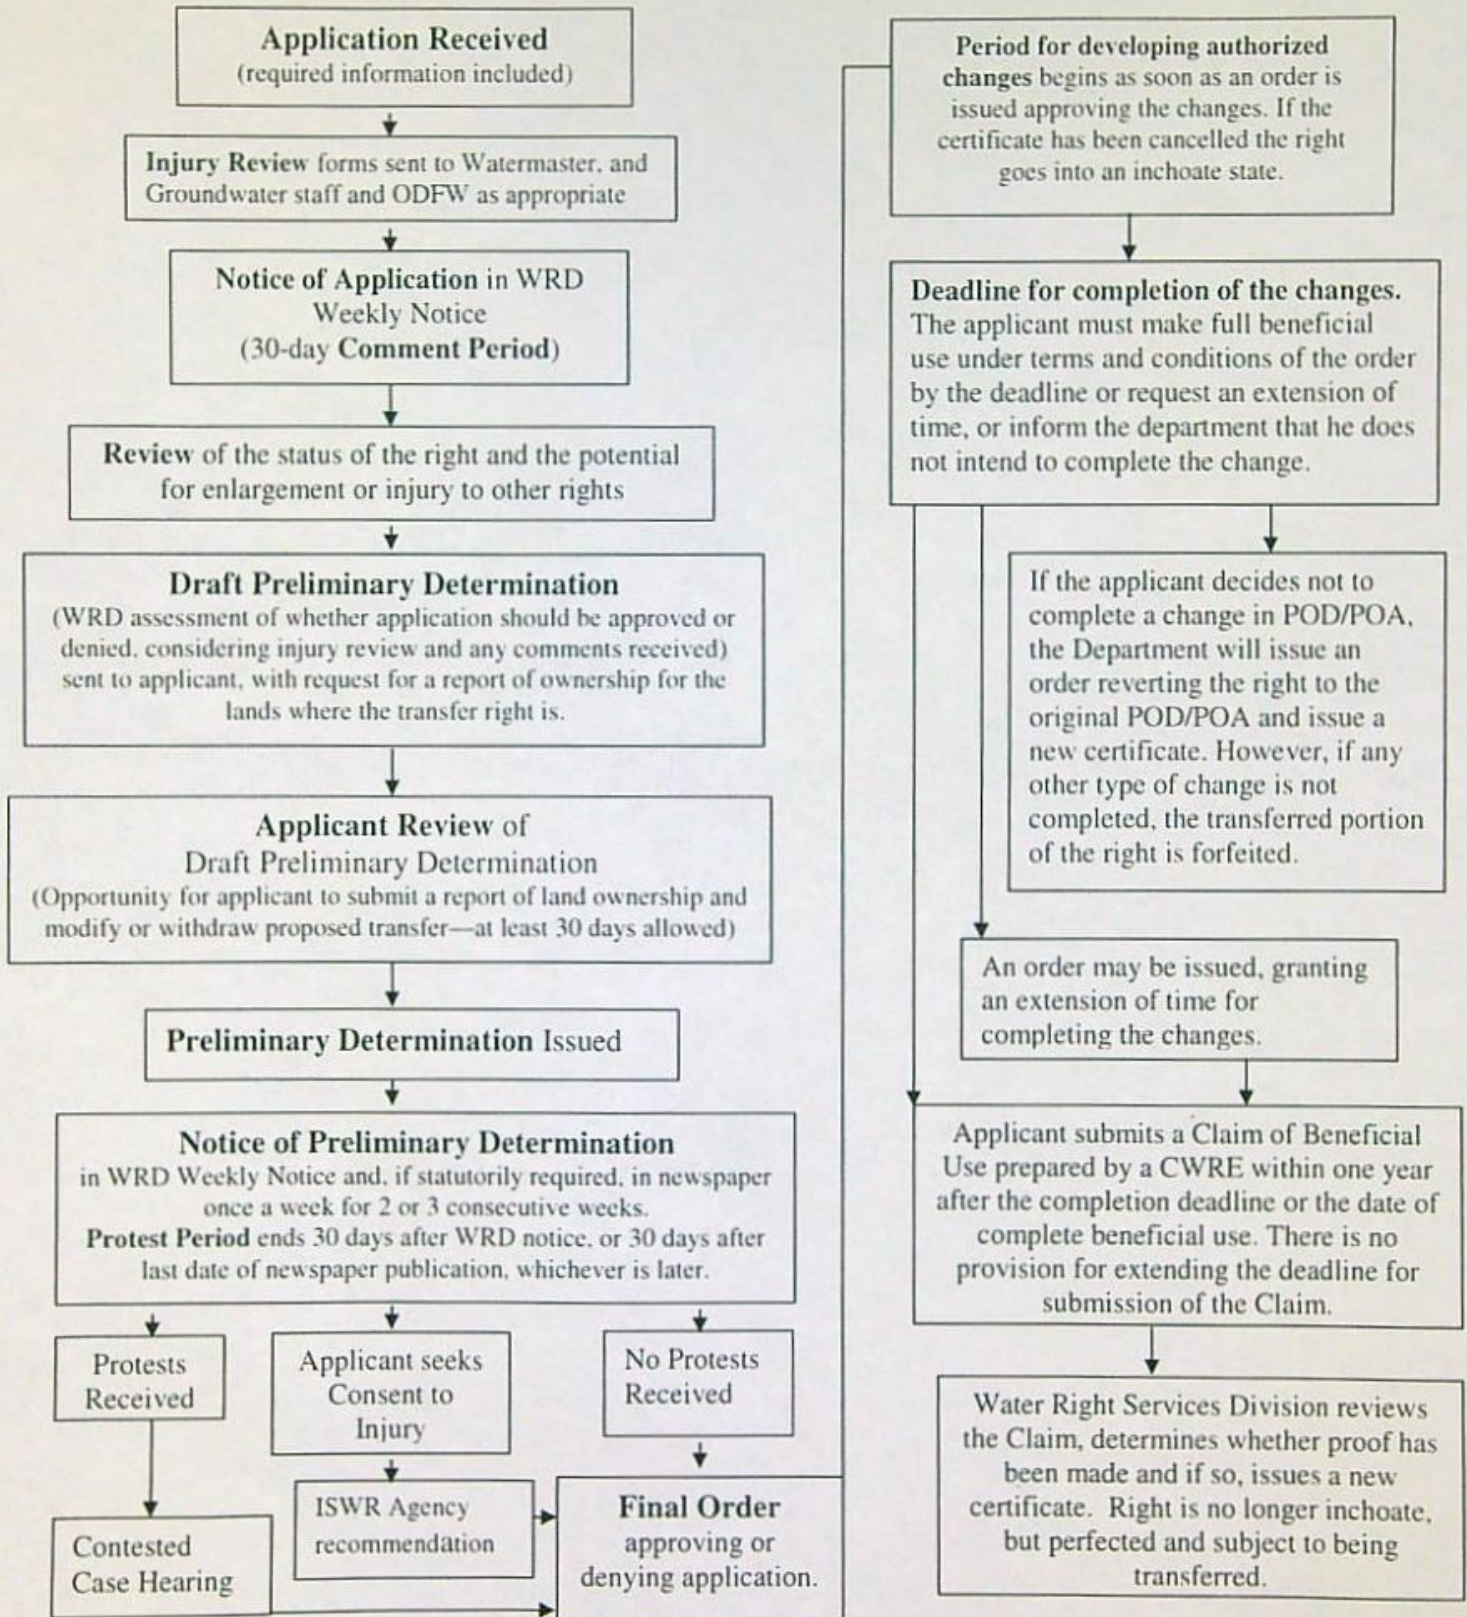 Application Received
(required information included)
Injury Review forms sent to Watermaster, and
Groundwater staff and ODFW as appropriate
Notice of Application in WRD
Weekly Notice
(30-day Comment Period)
Review of the status of the right and the potential
for enlargement or injury to other rights
Draft Preliminary Determination
(WRD assessment of whether application should be approved or
denied, considering injury review and any comments received)
sent to applicant, with request for a report of ownership for the
lands where the transfer right is.
Applicant Review of
Draft Preliminary Determination
(Opportunity for applicant to submit a report of land ownership and
modify or withdraw proposed transfer—at least 30 days allowed)
Preliminary Determination Issued
Notice of Preliminary Determination
in WRD Weekly Notice and, if statutorily required, in newspaper
once a week for 2 or 3 consecutive weeks.
Protest Period ends 30 days after WRD notice, or 30 days after
last date of newspaper publication, whichever is later.
Protests
Received
Applicant seeks
Consent to
Injury
No Protests
Received
Contested
Case Hearing
ISWR Agency
recommendation
Final Order
approving or
denying application.
Period for developing authorized
changes begins as soon as an order is
issued approving the changes. If the
certificate has been cancelled the right
goes into an inchoate state.
Deadline for completion of the changes.
The applicant must make full beneficial
use under terms and conditions of the order
by the deadline or request an extension of
time, or inform the department that he does
not intend to complete the change.
If the applicant decides not to
complete a change in POD/POA,
the Department will issue an
order reverting the right to the
original POD/POA and issue a
new certificate. However, if any
other type of change is not
completed, the transferred portion
of the right is forfeited.
An order may be issued, granting
an extension of time for
completing the changes.
Applicant submits a Claim of Beneficial
Use prepared by a CWRE within one year
after the completion deadline or the date of
complete beneficial use. There is no
provision for extending the deadline for
submission of the Claim.
Water Right Services Division reviews
the Claim, determines whether proof has
been made and if so, issues a new
certificate. Right is no longer inchoate,
but perfected and subject to being
transferred.